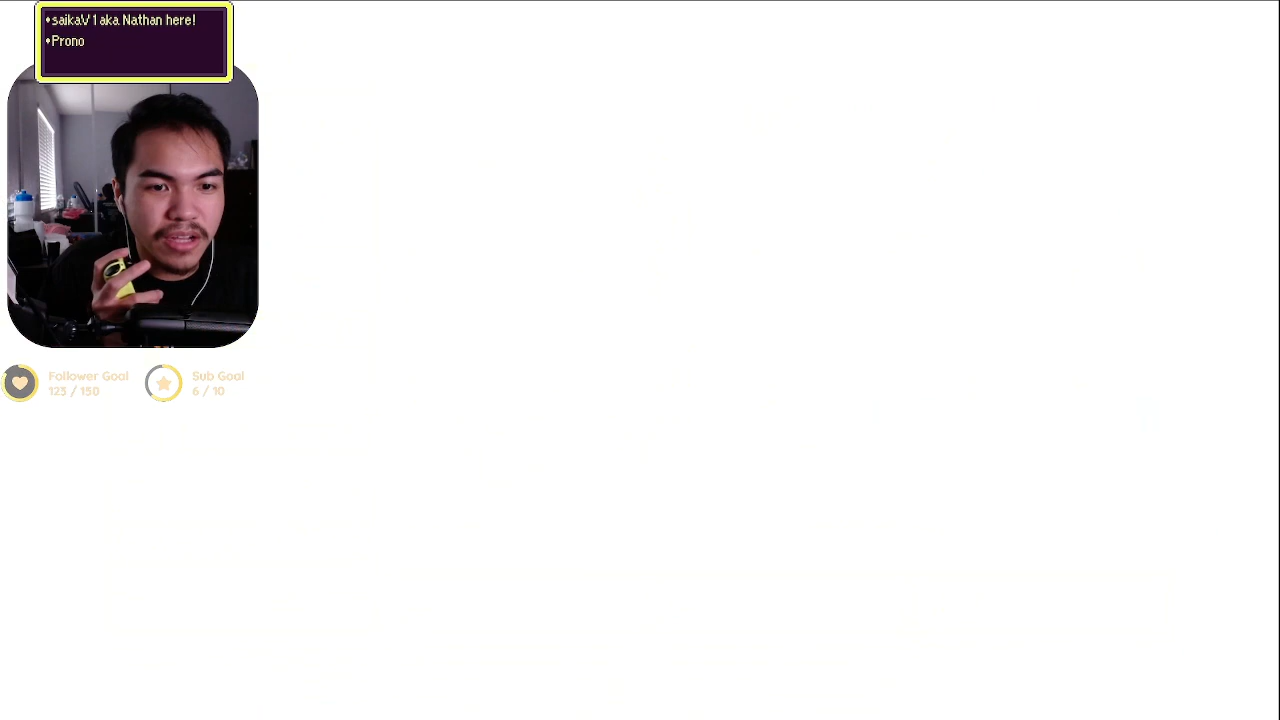 •saikaV1 aka Nathan here!
•Prono
Follower Goal
123 / 150
Sub Goal
6 / 10